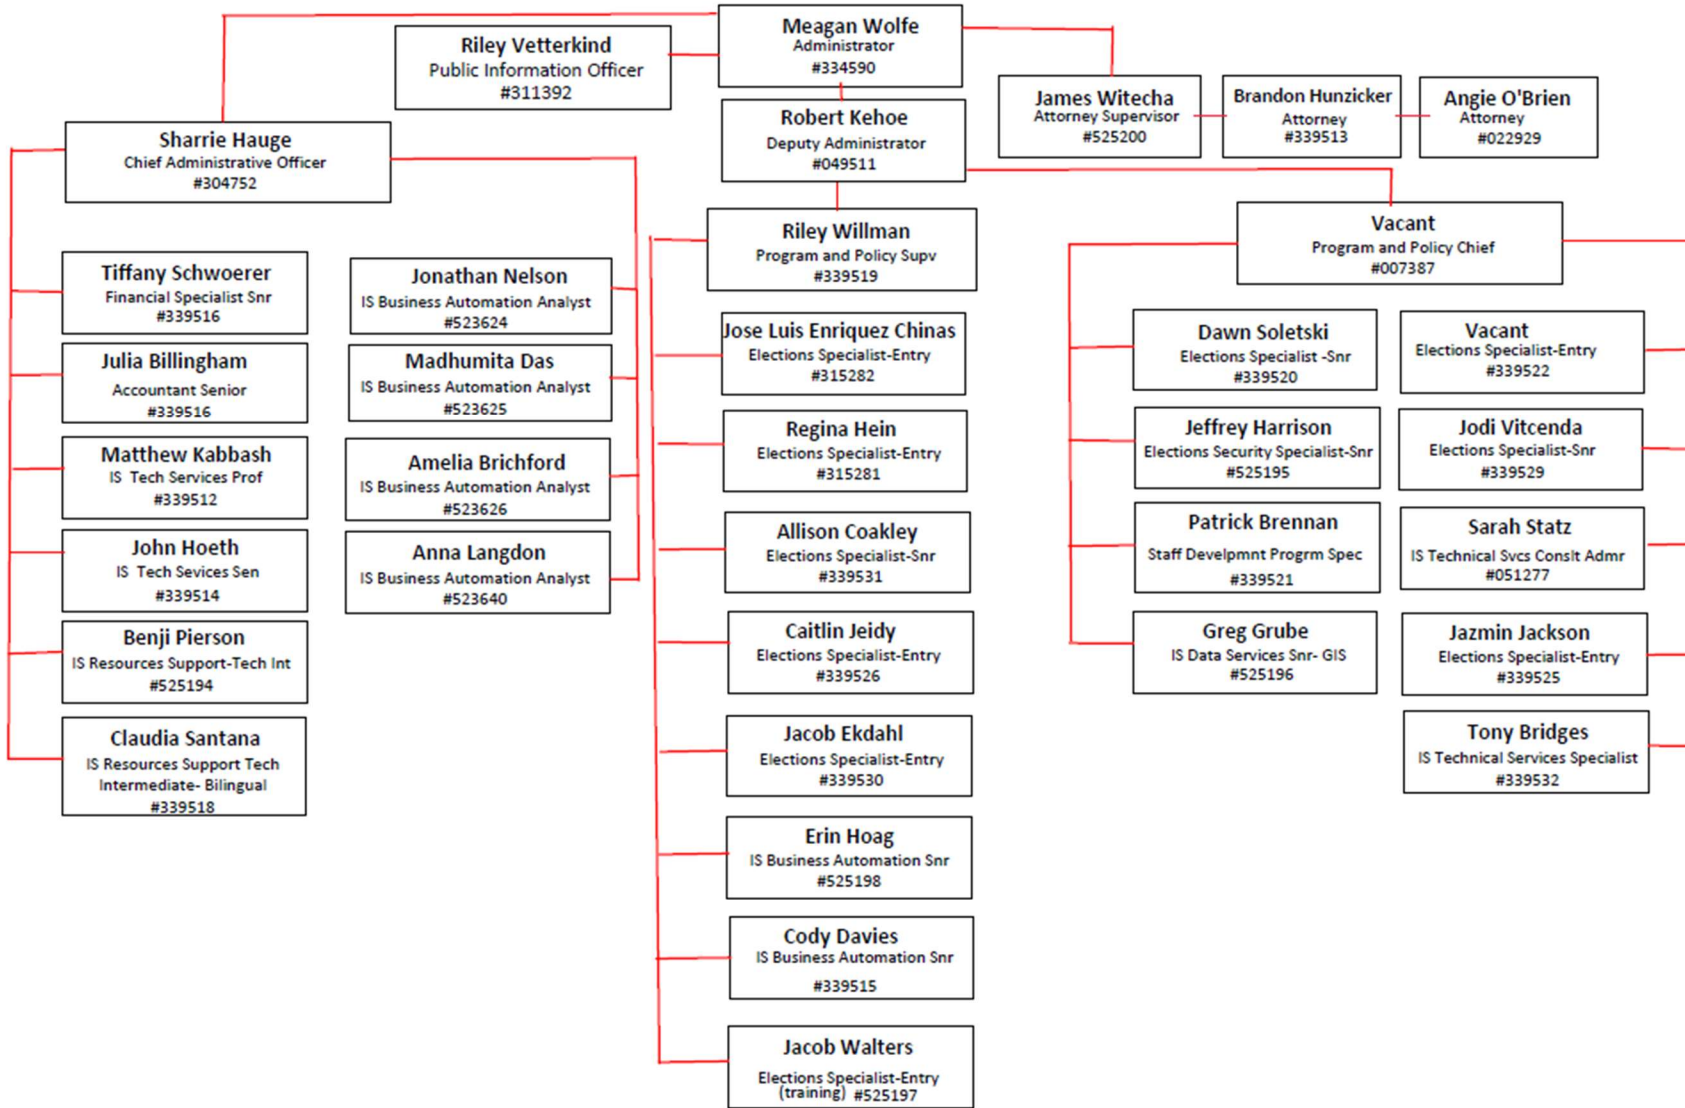 Meagan Wolfe
Administrator
#334590
Riley Vetterkind
Public Information Officer
#311392
James Witecha
Attorney Supervisor
#525200
Brandon Hunzicker
Attorney
#339513
Angie O'Brien
Attorney
#022929
Robert Kehoe
Deputy Administrator
#049511
Sharrie Hauge
Chief Administrative Officer
#304752
Tiffany Schwoerer
Financial Specialist Snr
#339516
Julia Billingham
Accountant Senior
#339516
Matthew Kabbash
IS Tech Services Prof
#339512
John Hoeth
IS Tech Sevices Sen
#339514
Benji Pierson
IS Resources Support-Tech Int
#525194
Claudia Santana
IS Resources Support Tech
Intermediate- Bilingual
#339518
Jonathan Nelson
IS Business Automation Analyst
#523624
Madhumita Das
IS Business Automation Analyst
#523625
Amelia Brichford
IS Business Automation Analyst
#523626
Anna Langdon
IS Business Automation Analyst
#523640
Riley Willman
Program and Policy Supv
#339519
Jose Luis Enriquez Chinas
Elections Specialist-Entry
#315282
Regina Hein
Elections Specialist-Entry
#315281
Allison Coakley
Elections Specialist-Snr
#339531
Caitlin Jeidy
Elections Specialist-Entry
#339526
Jacob Ekdahl
Elections Specialist-Entry
#339530
Erin Hoag
IS Business Automation Snr
#525198
Cody Davies
IS Business Automation Snr
#339515
Jacob Walters
Elections Specialist-Entry
(training) #525197
Vacant
Program and Policy Chief
#007387
Dawn Soletski
Elections Specialist -Snr
#339520
Jeffrey Harrison
Elections Security Specialist-Snr
#525195
Patrick Brennan
Staff Develpmnt Progrm Spec
#339521
Greg Grube
IS Data Services Snr- GIS
#525196
Vacant
Elections Specialist-Entry
#339522
Jodi Vitcenda
Elections Specialist-Snr
#339529
Sarah Statz
IS Technical Svcs Conslt Admr
#051277
Jazmin Jackson
Elections Specialist-Entry
#339525
Tony Bridges
IS Technical Services Specialist
#339532